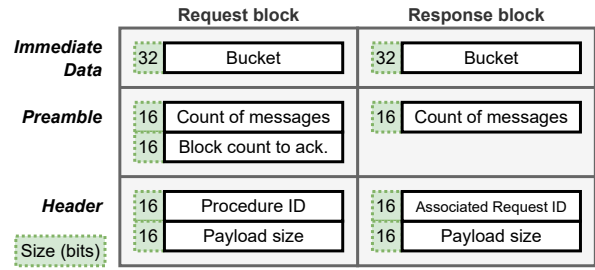 Request block Response block
Immediate Data 32 Bucket 32 Bucket
Preamble 16 Count of messages 16 Count of messages
16 Block count to ack.
Header 16 Procedure ID 16 Associated Request ID
16 Payload size 16 Payload size
Size (bits)